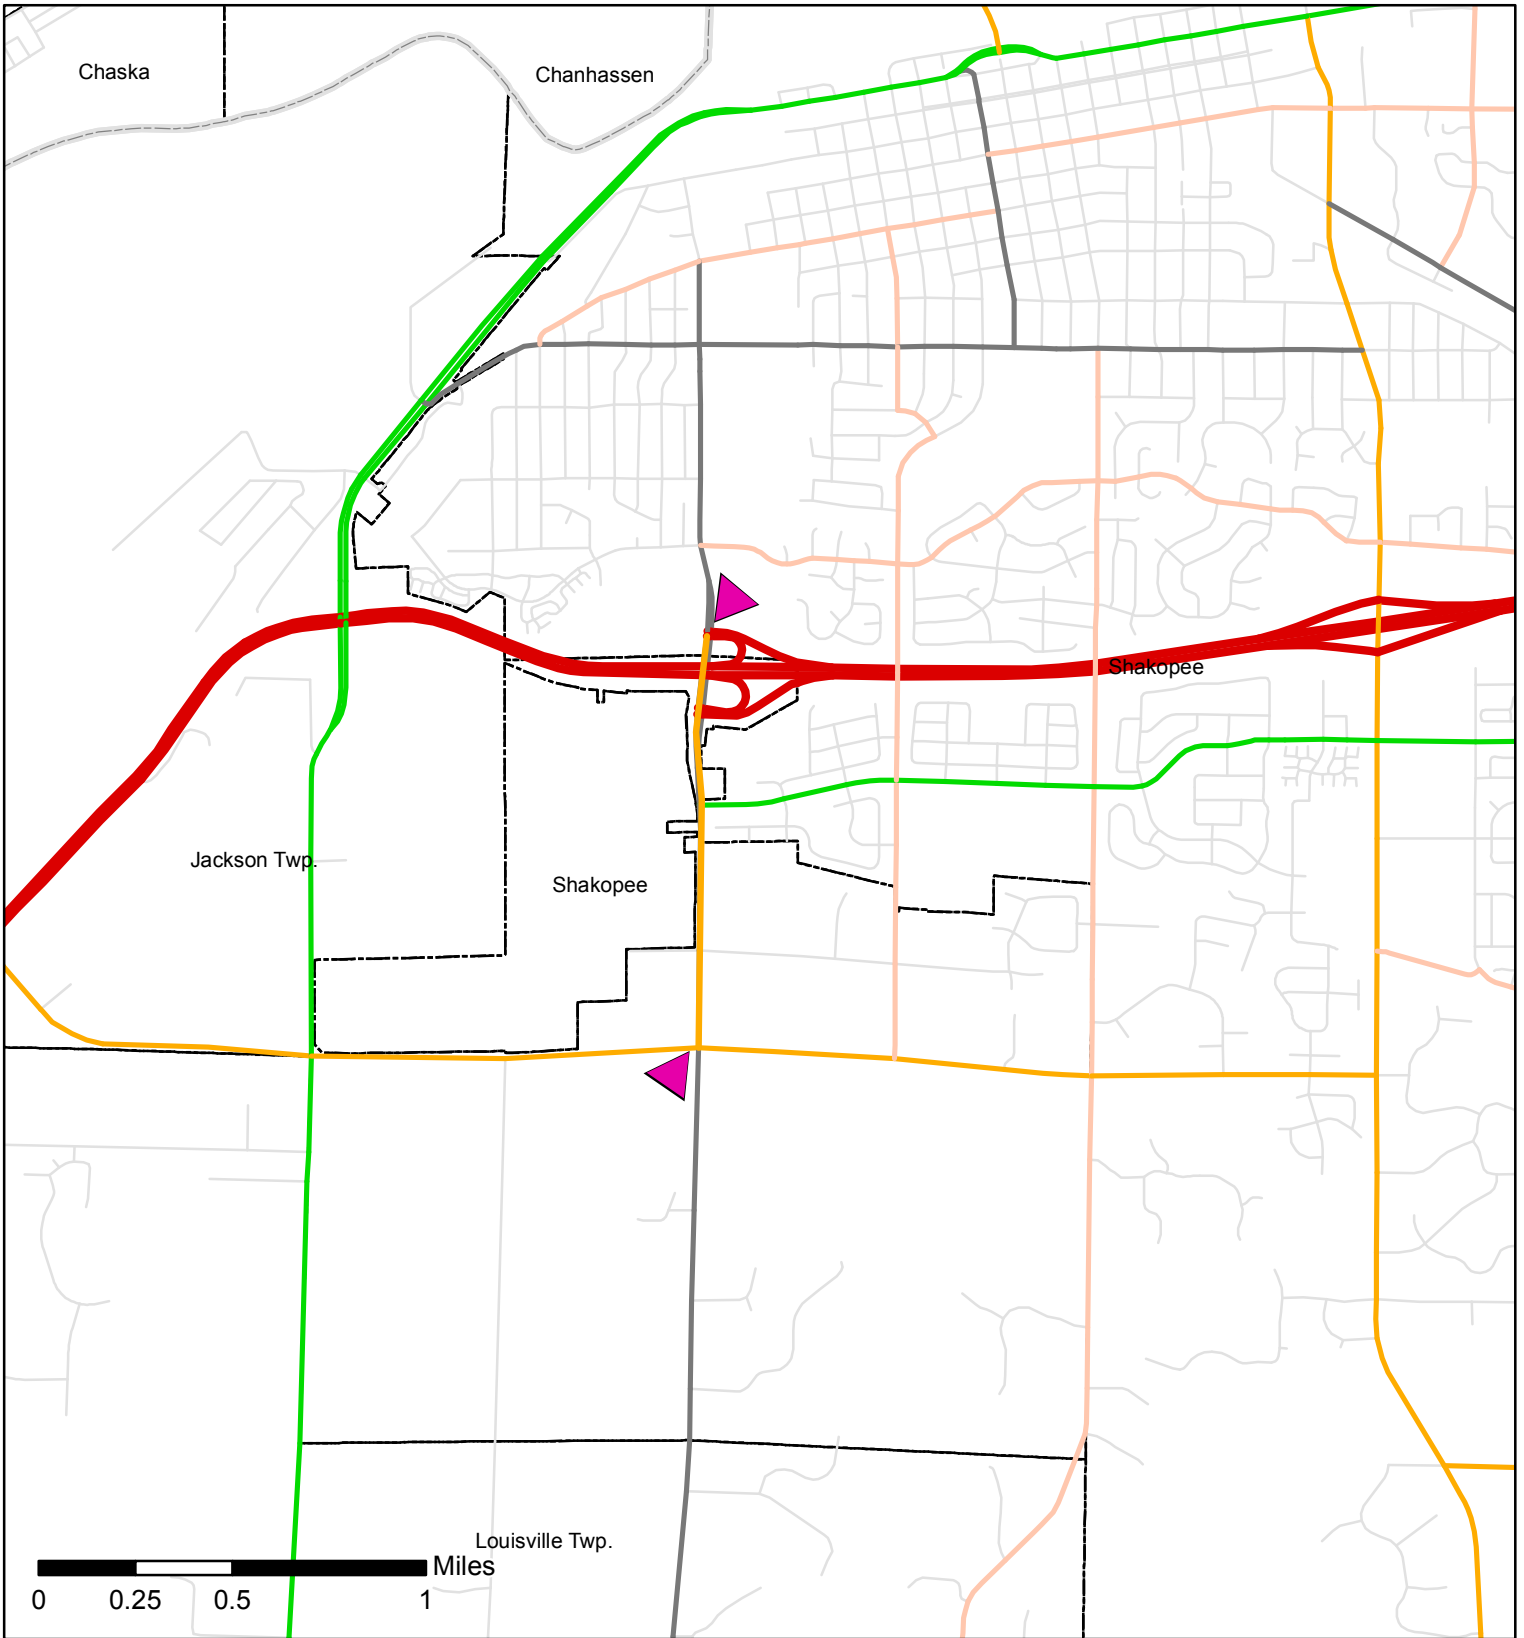 Chaska
Chanhassen
Shakopee
Jackson Twp.
Shakopee
Louisville Twp.
Miles
0 0.25 0.5 1